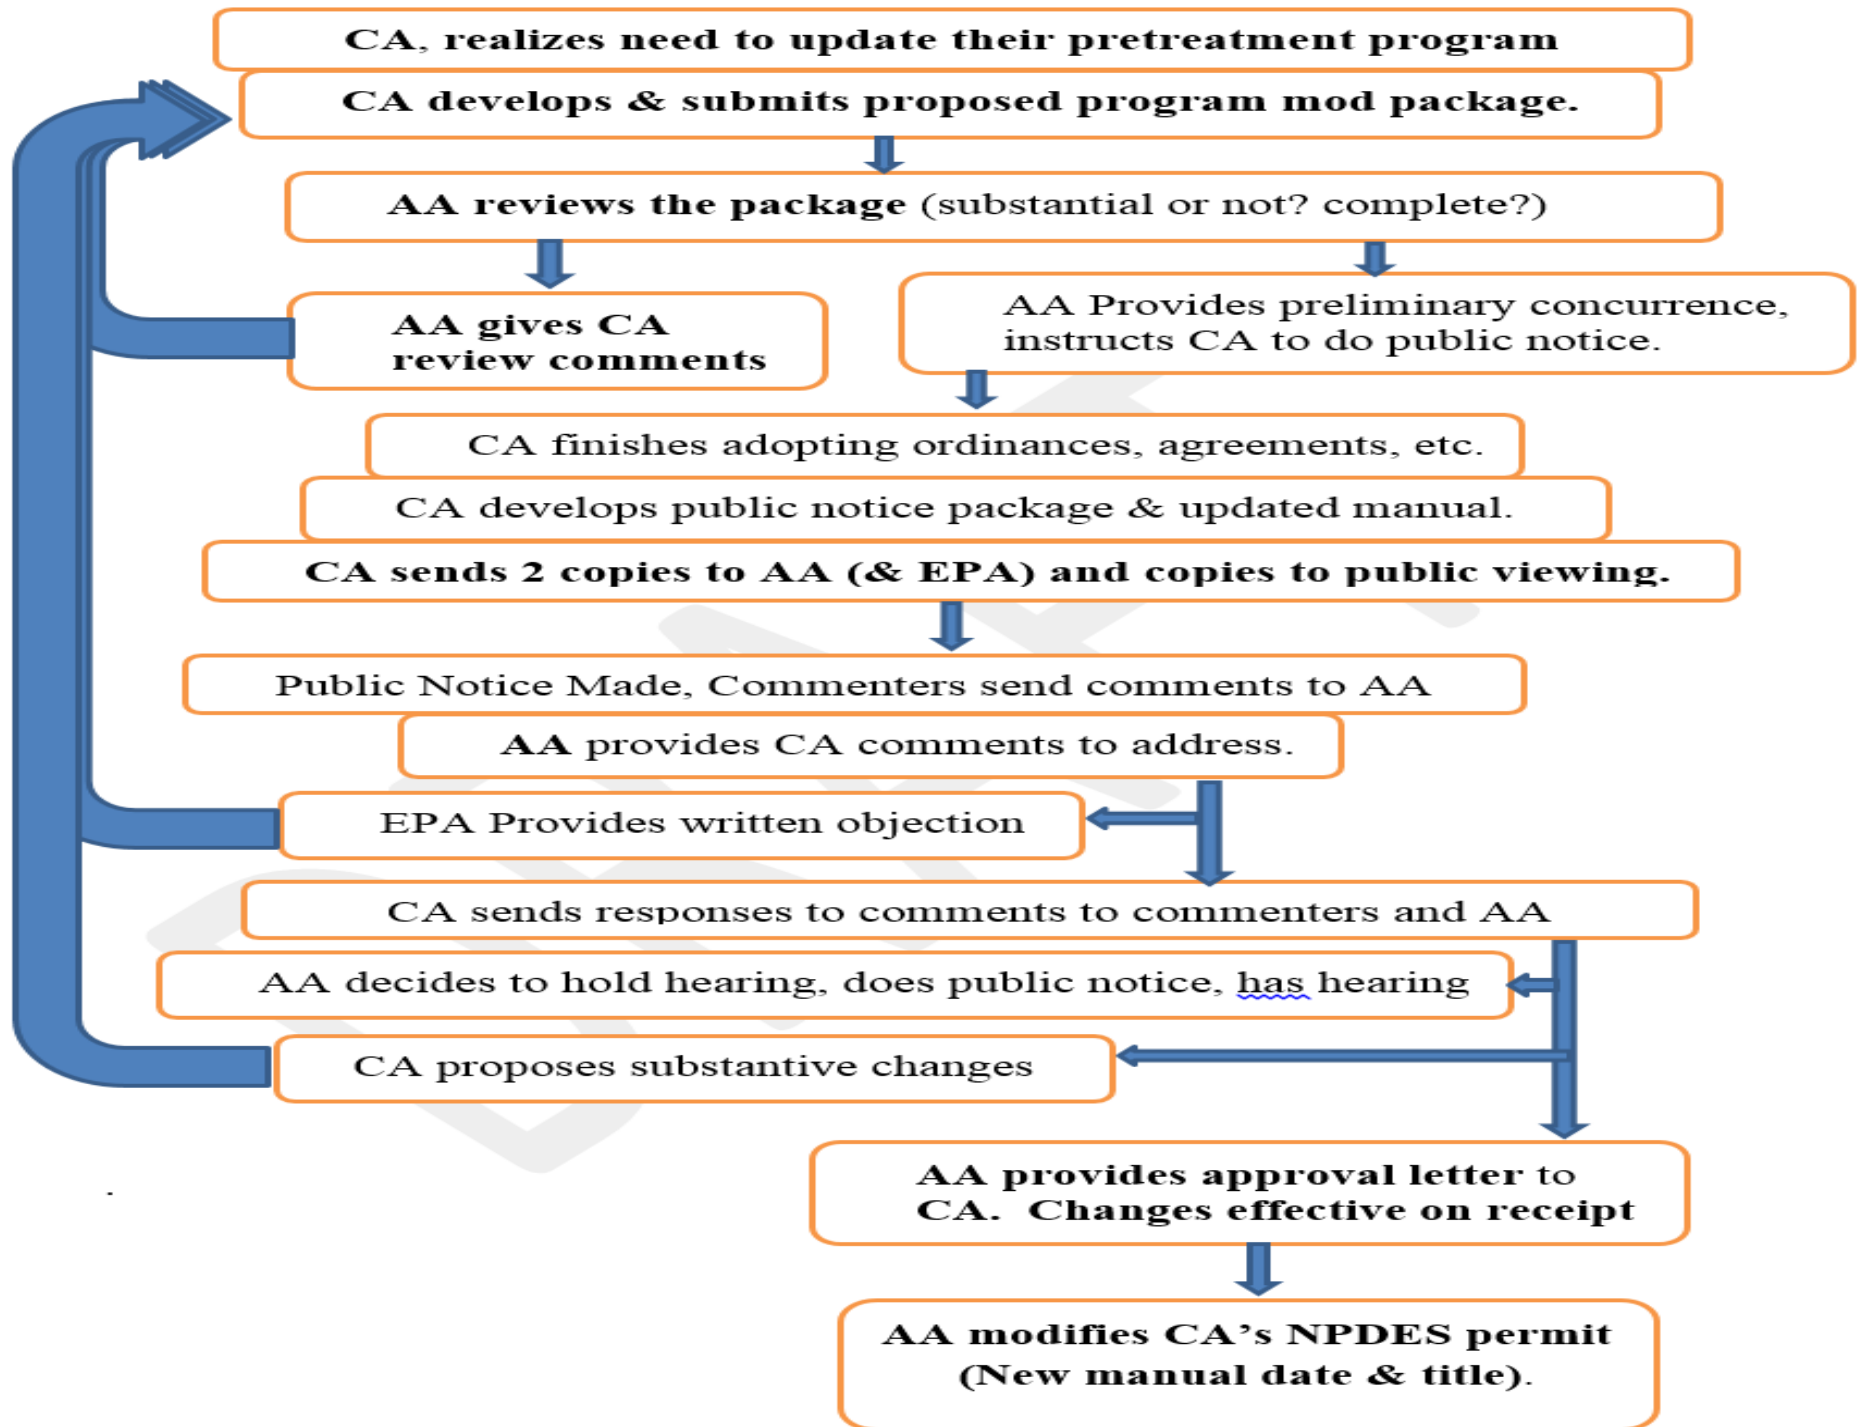 CA, realizes need to update their pretreatment program
CA develops & submits proposed program mod package.
AA reviews the package (substantial or not? complete?)
AA gives CA
review comments
AA Provides preliminary concurrence,
instructs CA to do public notice.
CA finishes adopting ordinances, agreements, etc.
CA develops public notice package & updated manual.
CA sends 2 copies to AA (& EPA) and copies to public viewing.
Public Notice Made, Commenters send comments to AA
AA provides CA comments to address.
EPA Provides written objection
CA sends responses to comments to commenters and AA
AA decides to hold hearing, does public notice, has hearing
CA proposes substantive changes
AA provides approval letter to
CA.  Changes effective on receipt
AA modifies CA’s NPDES permit
(New manual date & title).
.
DRAFT